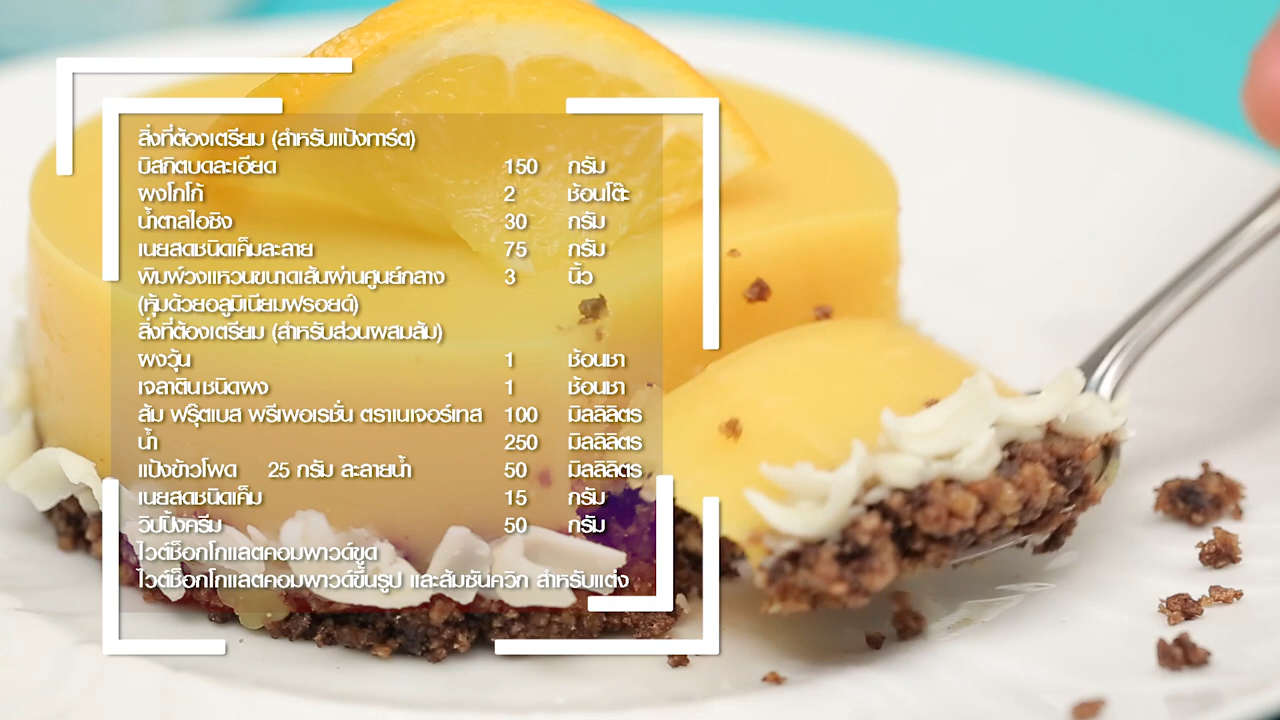 สิ่งที่ต้องเตรียม (สำหรับแป้งทาร์ต)
บิสกิตบดละเอียด 150 กรัม
ผงโกโก้ 2 ช้อนโต๊ะ
น้ำตาลไอซิง 30 กรัม
เนยสดชนิดเค็มละลาย 75 กรัม
พิมพ์วงแหวนขนาดเส้นผ่านศูนย์กลาง 3 นิ้ว
(หุ้มด้วยอลูมิเนียมฟรอยด์)
สิ่งที่ต้องเตรียม (สำหรับส่วนผสมส้ม)
ผงวุ้น 1 ช้อนชา
เจลาตินชนิดผง 1 ช้อนชา
ส้ม ฟรุ๊ตเบส พรีเพอเรชั่น ตราเนเจอร์เทส 100 มิลลิลิตร
น้ำ 250 มิลลิลิตร
แป้งข้าวโพด 25 กรัม ละลายน้ำ 50 มิลลิลิตร
เนยสดชนิดเค็ม 15 กรัม
วิปปิ้งครีม 50 กรัม
ไวต์ช็อกโกแลตคอมพาวด์ขูด
ไวต์ช็อกโกแลตคอมพาวด์ขึ้นรูป และส้มซันควิก สำหรับแต่ง